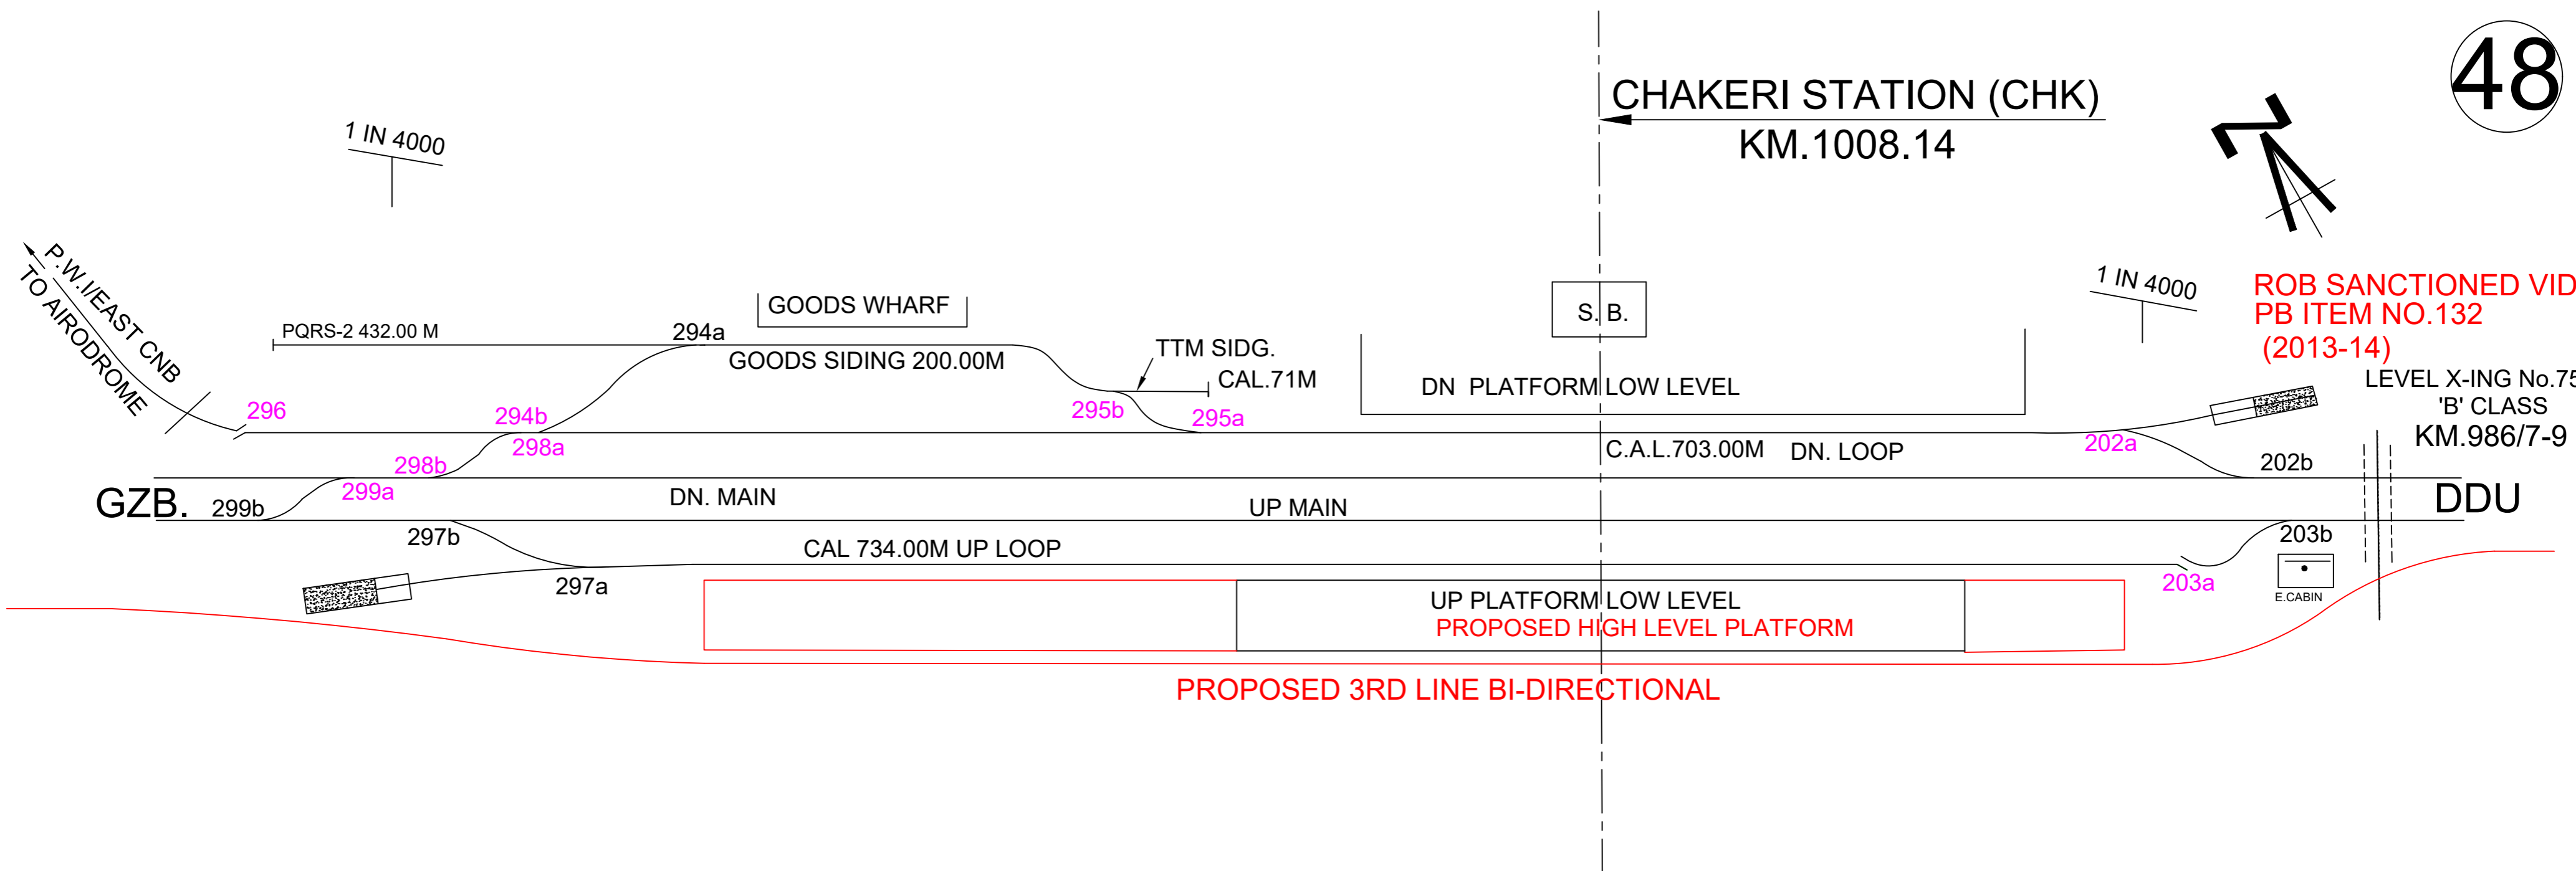 48
CHAKERI STATION (CHK)
KM.1008.14
1 IN 4000
P.W.I/EAST CNB
TO AIRODROME
1 IN 4000
ROB SANCTIONED VID
PB ITEM NO.132
(2013-14)
GOODS WHARF
S. B.
PQRS-2 432.00 M
294a
GOODS SIDING 200.00M
TTM SIDG.
CAL.71M
DN PLATFORM LOW LEVEL
LEVEL X-ING No.75
'B' CLASS
KM.986/7-9
296
294b
295b
295a
298a
C.A.L.703.00M DN. LOOP
202a
298b
202b
299a
GZB.
299b
DN. MAIN
UP MAIN
DDU
297b
203b
CAL 734.00M UP LOOP
297a
203a
E.CABIN
UP PLATFORM LOW LEVEL
PROPOSED HIGH LEVEL PLATFORM
PROPOSED 3RD LINE BI-DIRECTIONAL